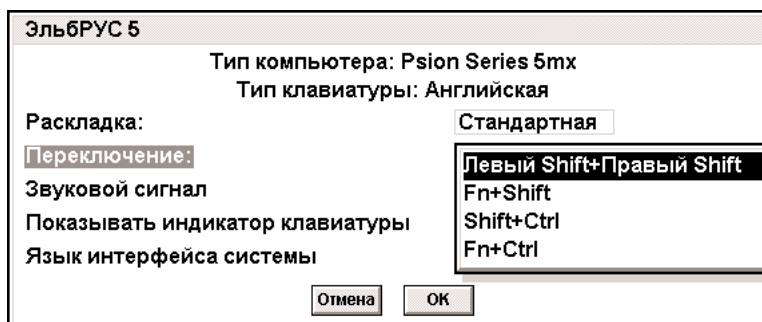 ЭльбРУС 5
Тип компьютера: Psion Series 5mx
Тип клавиатуры: Английская
Раскладка: Стандартная
Переключение: Левый Shift+Правый Shift
Fn+Shift
Звуковой сигнал
Shift+Ctrl
Показывать индикатор клавиатуры
Fn+Ctrl
Язык интерфейса системы
Отмена OK